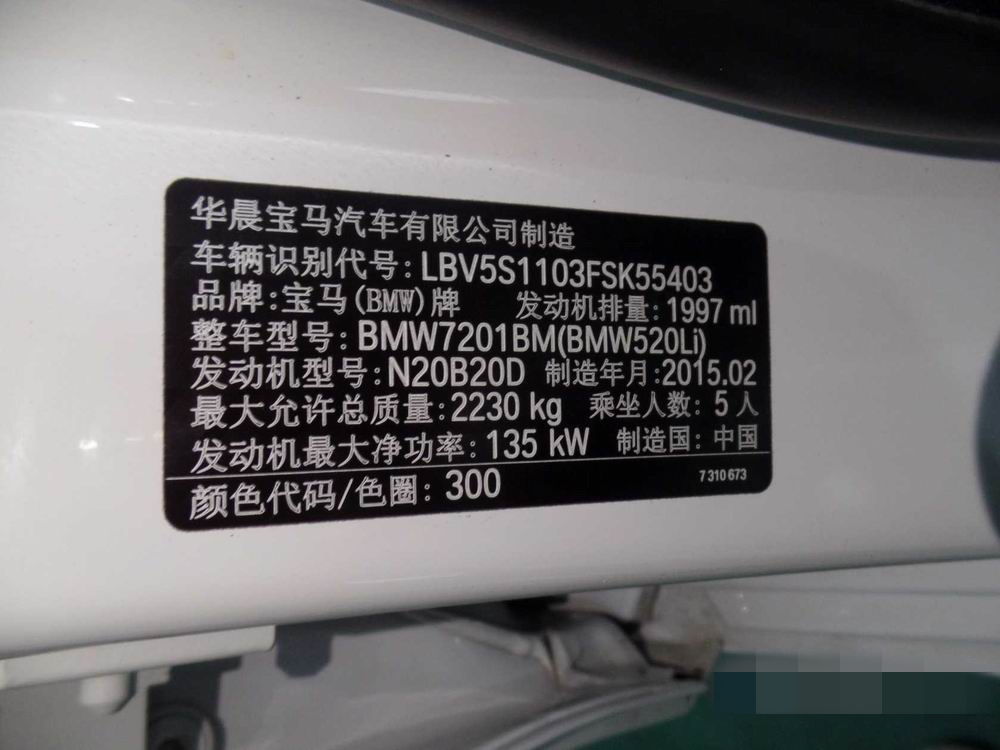 华晨宝马汽车有限公司制造
车辆识别代号:LBV5S1103FSK55403
品牌:宝马(BMW)牌 发动机排量:1997 ml
整车型号:BMW7201BM(BMW520Li)
发动机型号:N20B20D 制造年月:2015.02
最大允许总质量:2230 kg 乘坐人数:5人
发动机最大净功率:135 kW 制造国:中国
颜色代码/色圈:300 7 310 673